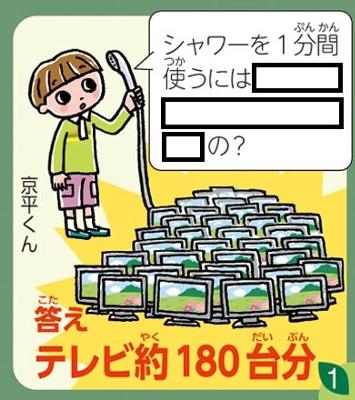 シャワーを1分間
使うには
の?
京平くん
答え
テレビ約180台分
1